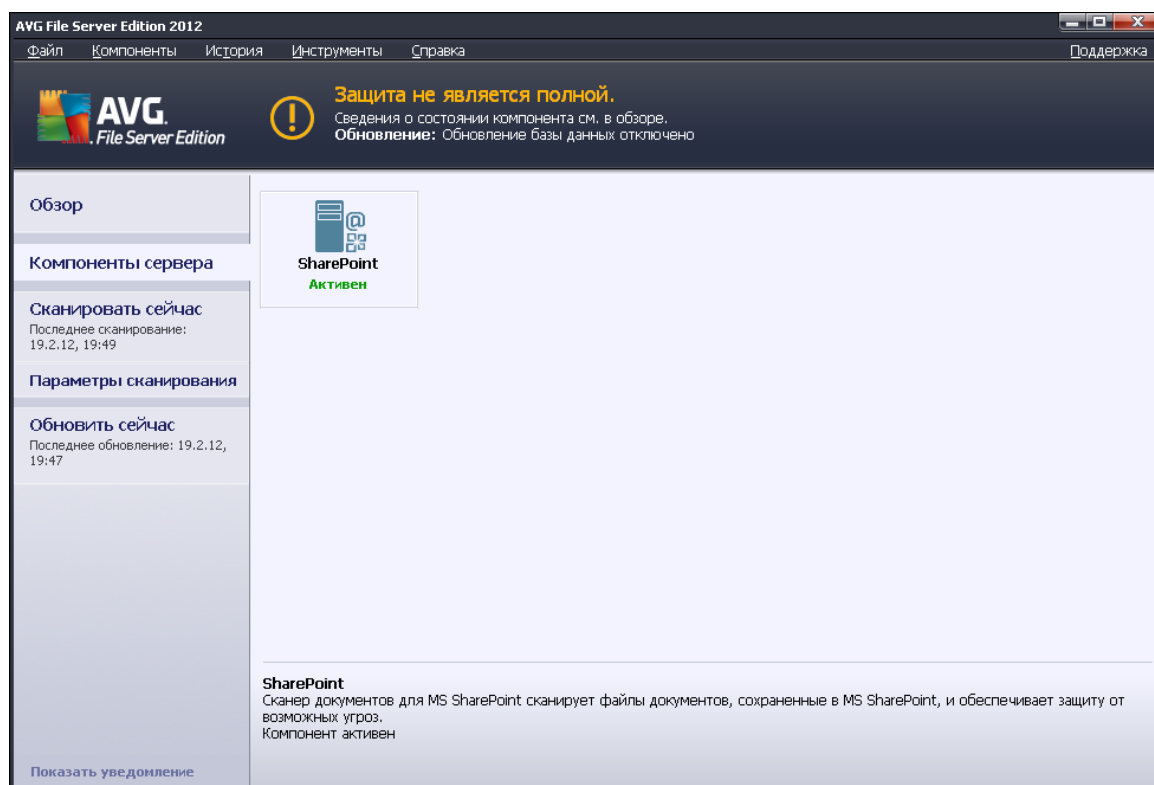 AVG File Server Edition 2012
Файл Компоненты История Инструменты Справка Поддержка
AVG.
File Server Edition
Защита не является полной.
Сведения о состоянии компонента см. в обзоре.
Обновление: Обновление базы данных отключено
Обзор
Компоненты сервера
Сканировать сейчас
Последнее сканирование:
19.2.12, 19:49
Параметры сканирования
Обновить сейчас
Последнее обновление: 19.2.12,
19:47
Показать уведомление
SharePoint
Активен
SharePoint
Сканер документов для MS SharePoint сканирует файлы документов, сохраненные в MS SharePoint, и обеспечивает защиту от
возможных угроз.
Компонент активен